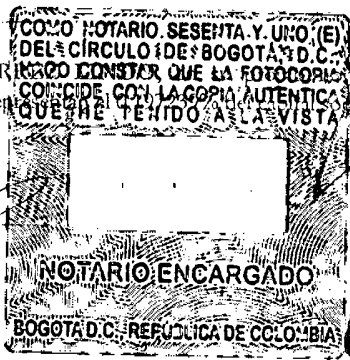 COMO NOTARIO SESENTA Y UNO (E)
DEL CÍRCULO DE BOGOTÁ, D.C.
HAGO CONSTAR QUE LA FOTOCOPIA
COINCIDE CON LA COPIA AUTENTICA
QUE HE TENIDO A LA VISTA
NOTARIO ENCARGADO
BOGOTA D.C. REPUBLICA DE COLOMBIA